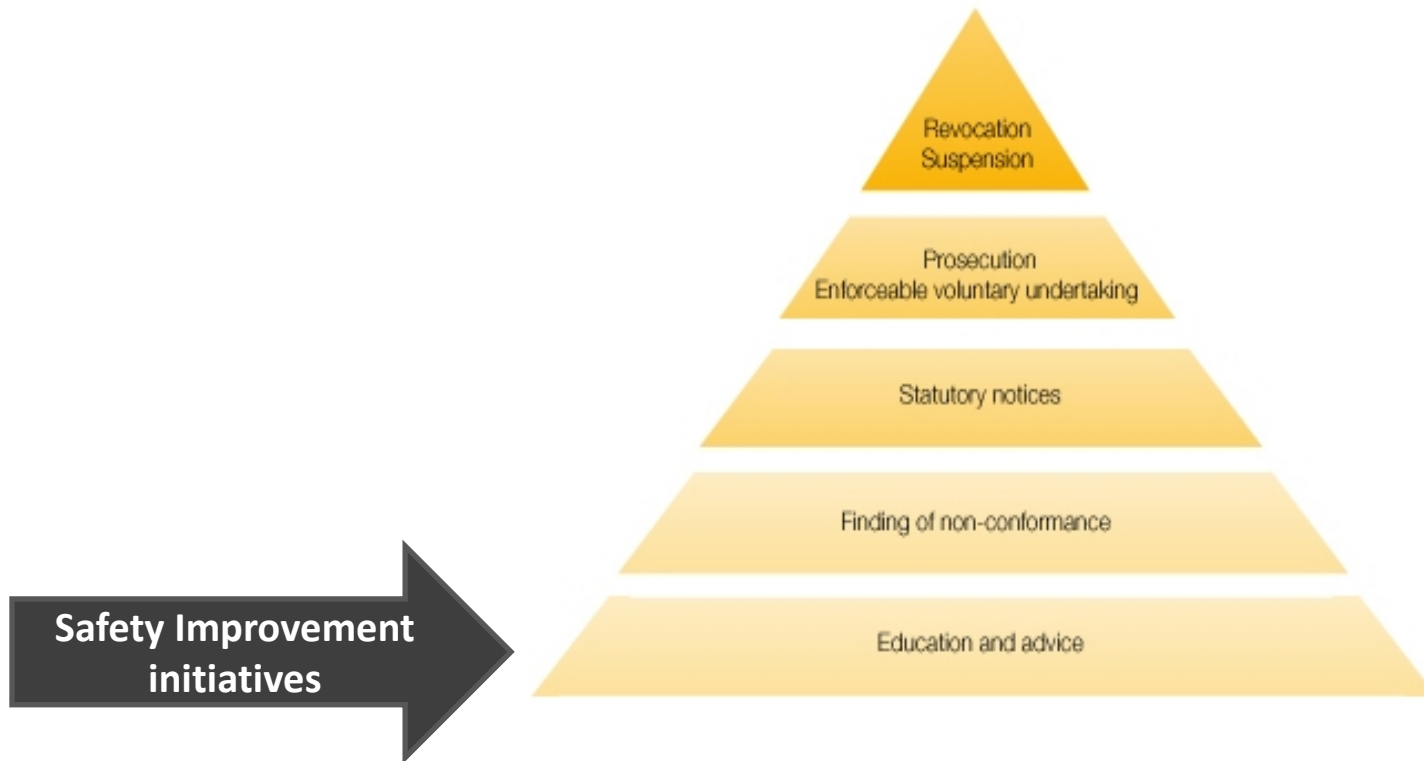 Revocation
Suspension
Prosecution
Enforceable voluntary undertaking
Statutory notices
Finding of non-conformance
Safety Improvement
initiatives
Education and advice